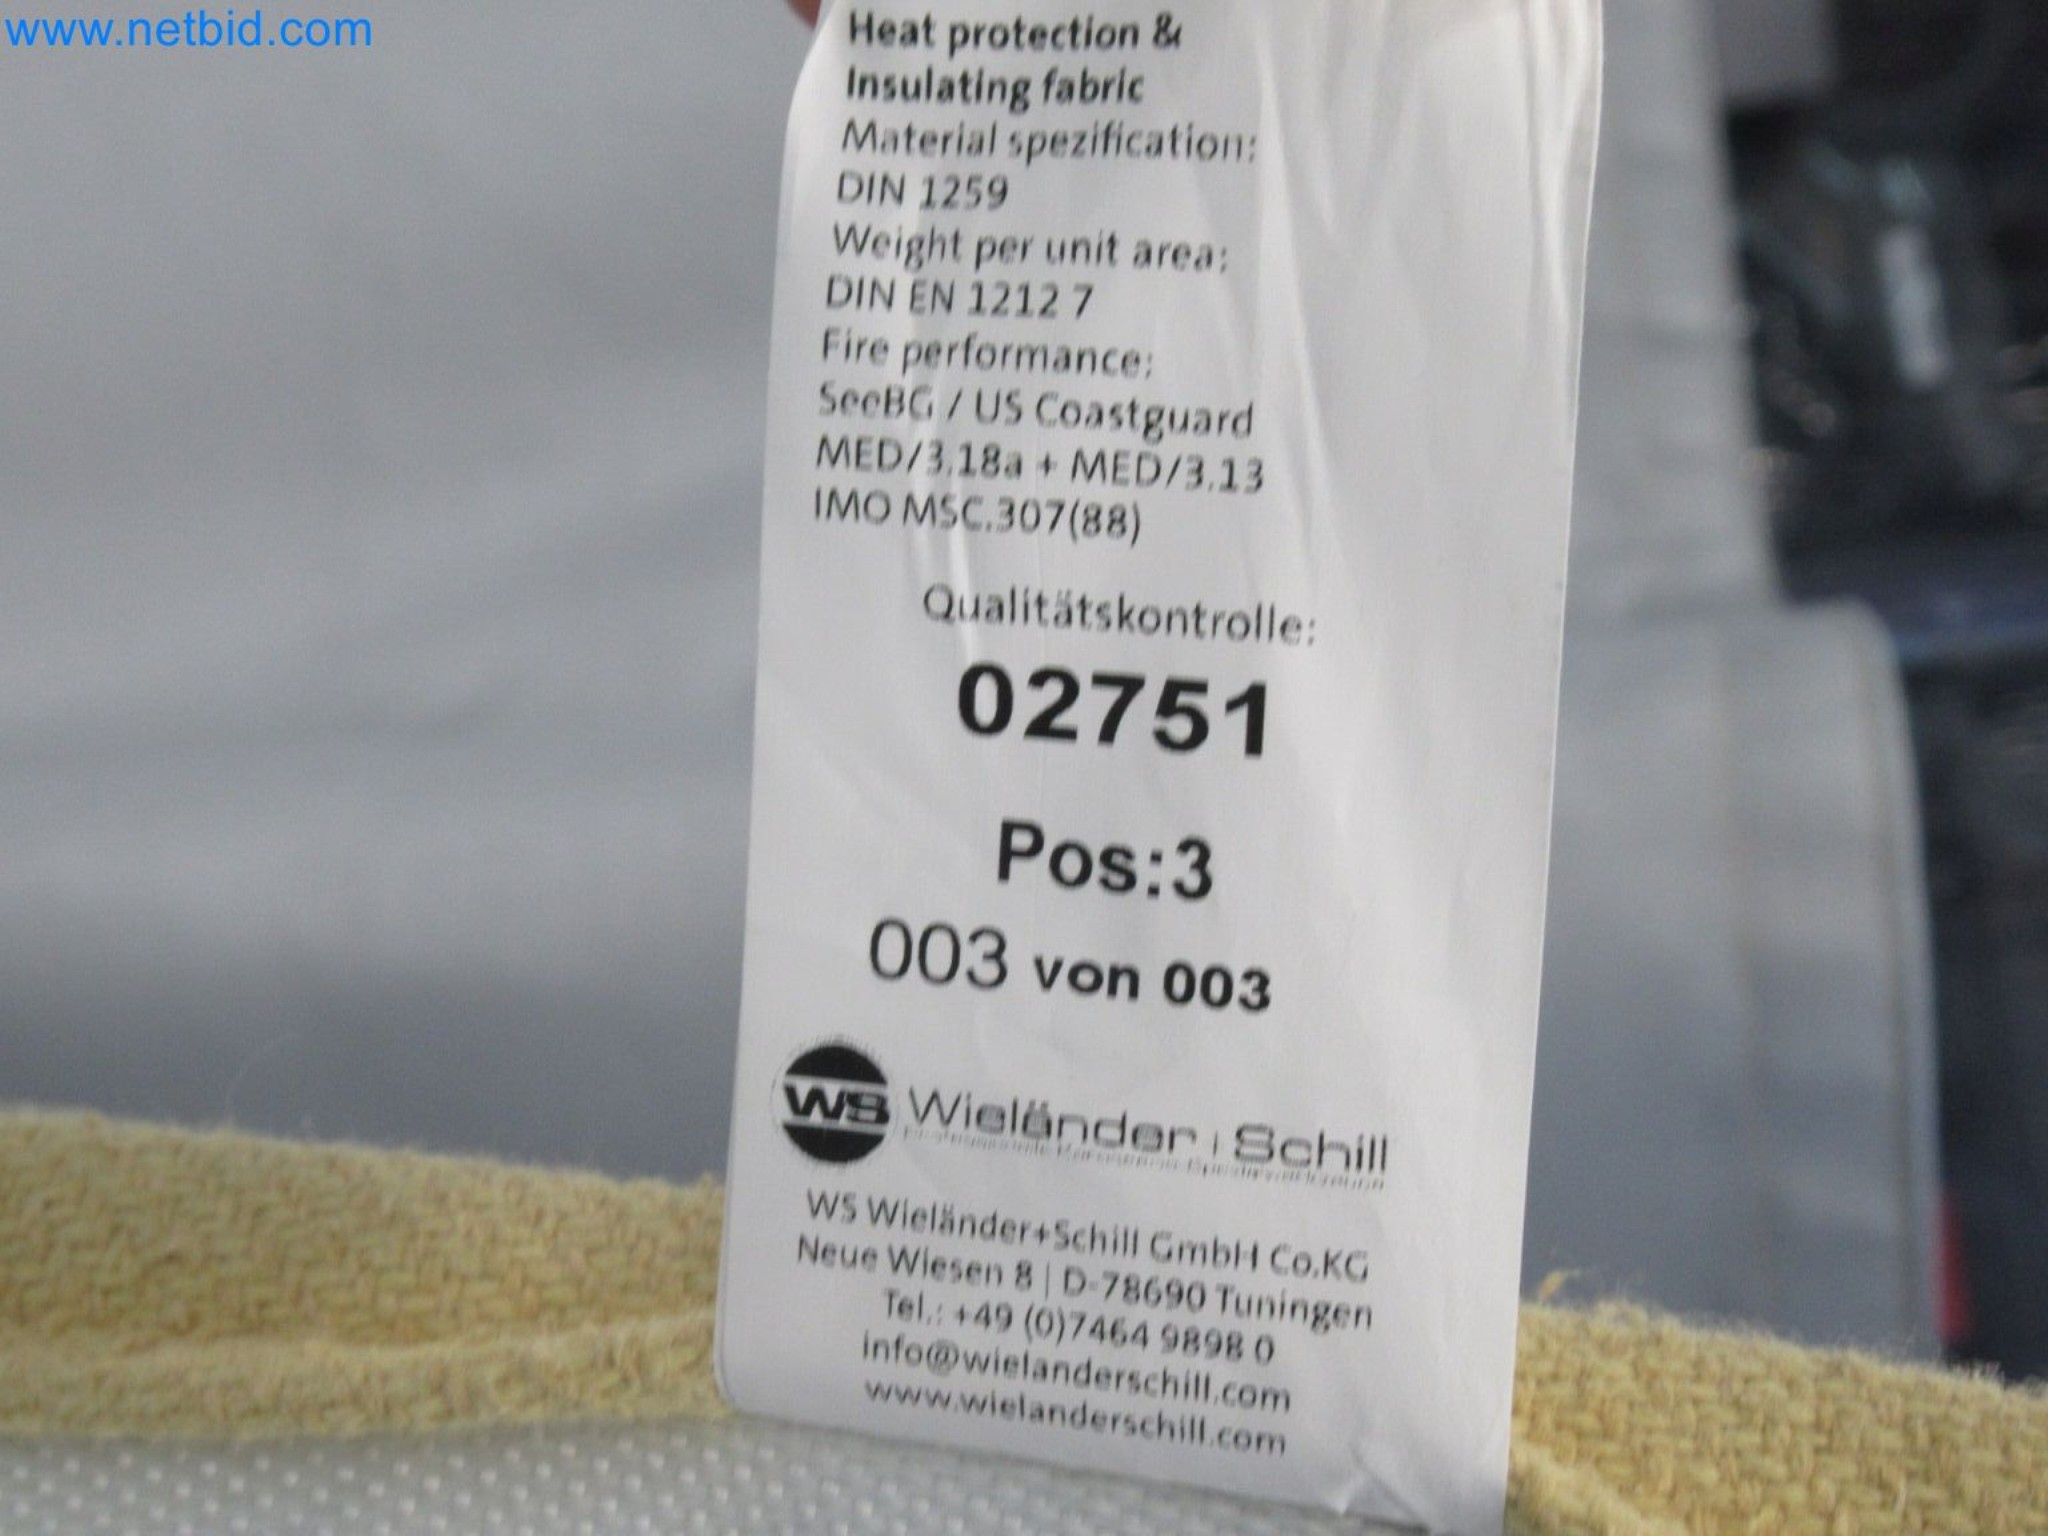 www.netbid.com
Heat protection &
Insulating fabric
Material spezification:
DIN 1259
Weight per unit area:
DIN EN 1212 7
Fire performance:
SeeBG / US Coastguard
MED/3.18a + MED/3.13
IMO MSC.307(88)
Qualitätskontrolle:
02751
Pos:3
003 von 003
WS Wieländer | Schill
WS Wieländer+Schill GmbH Co.KG
Neue Wiesen 8 | D-78690 Tuningen
Tel.: +49 (0)7464 9898 0
info@wielanderschill.com
www.wielanderschill.com